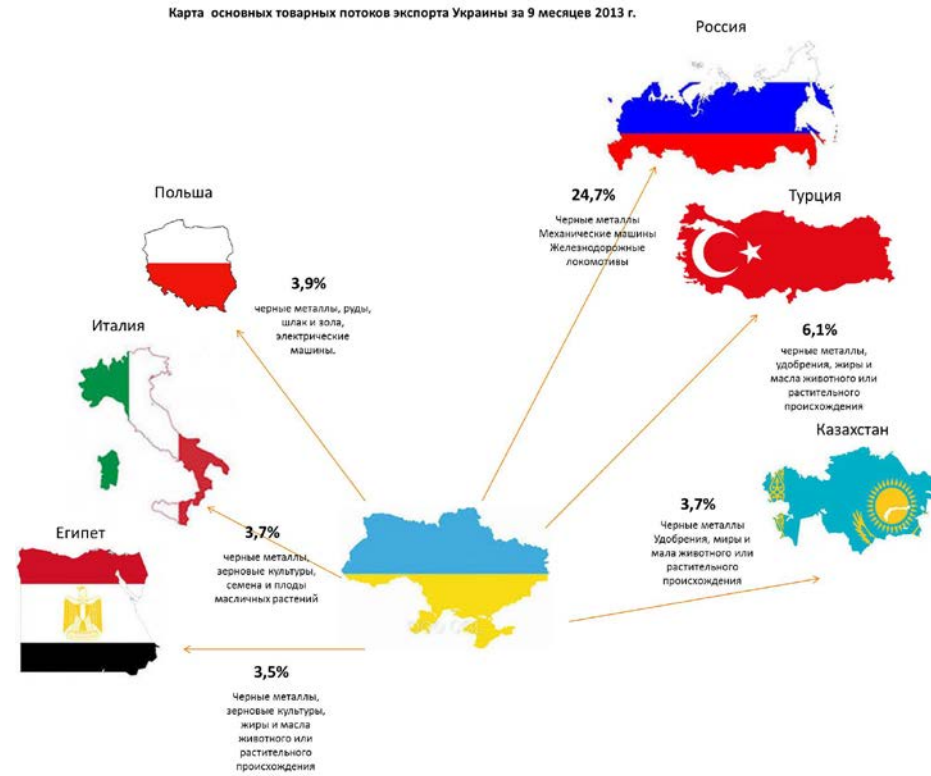 Карта основных товарных потоков экспорта Украины за 9 месяцев 2013 г.
Россия
24,7%
Черные металлы
Механические машины
Железнодорожные
локомотивы
Турция
6,1%
черные металлы,
удобрения, жиры и
масла животного или
растительного
происхождения
Польша
3,9%
черные металлы, руды,
шлак и зола,
электрические
машины.
Италия
3,7%
черные металлы,
зерновые культуры,
семена и плоды
масличных растений
Казахстан
3,7%
Черные металлы
Удобрения, миры и
мала животного или
растительного
происхождения
Египет
3,5%
Черные металлы,
зерновые культуры,
жиры и масла
животного или
растительного
происхождения